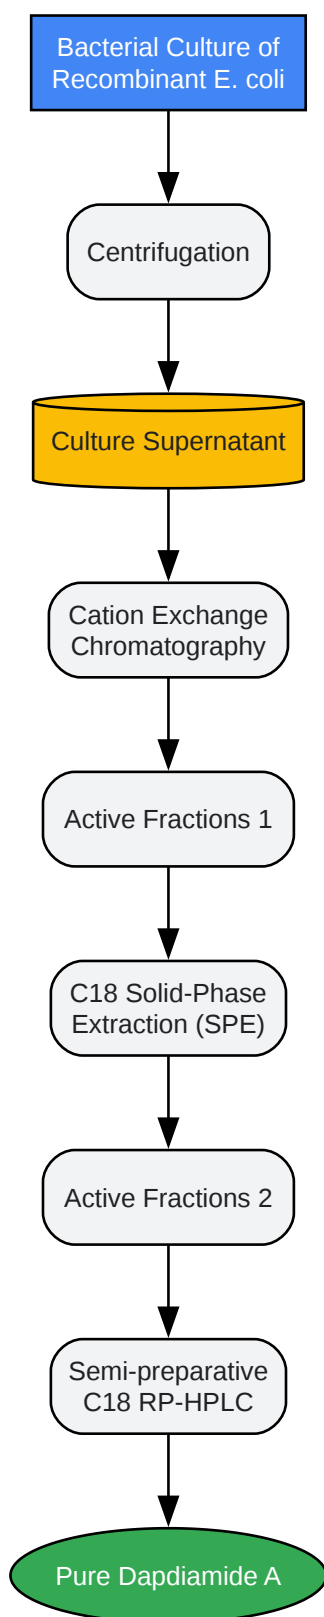 Bacterial Culture of
Recombinant E. coli
Centrifugation
Culture Supernatant
Cation Exchange
Chromatography
Active Fractions 1
C18 Solid-Phase
Extraction (SPE)
Active Fractions 2
Semi-preparative
C18 RP-HPLC
Pure Dapdiamide A